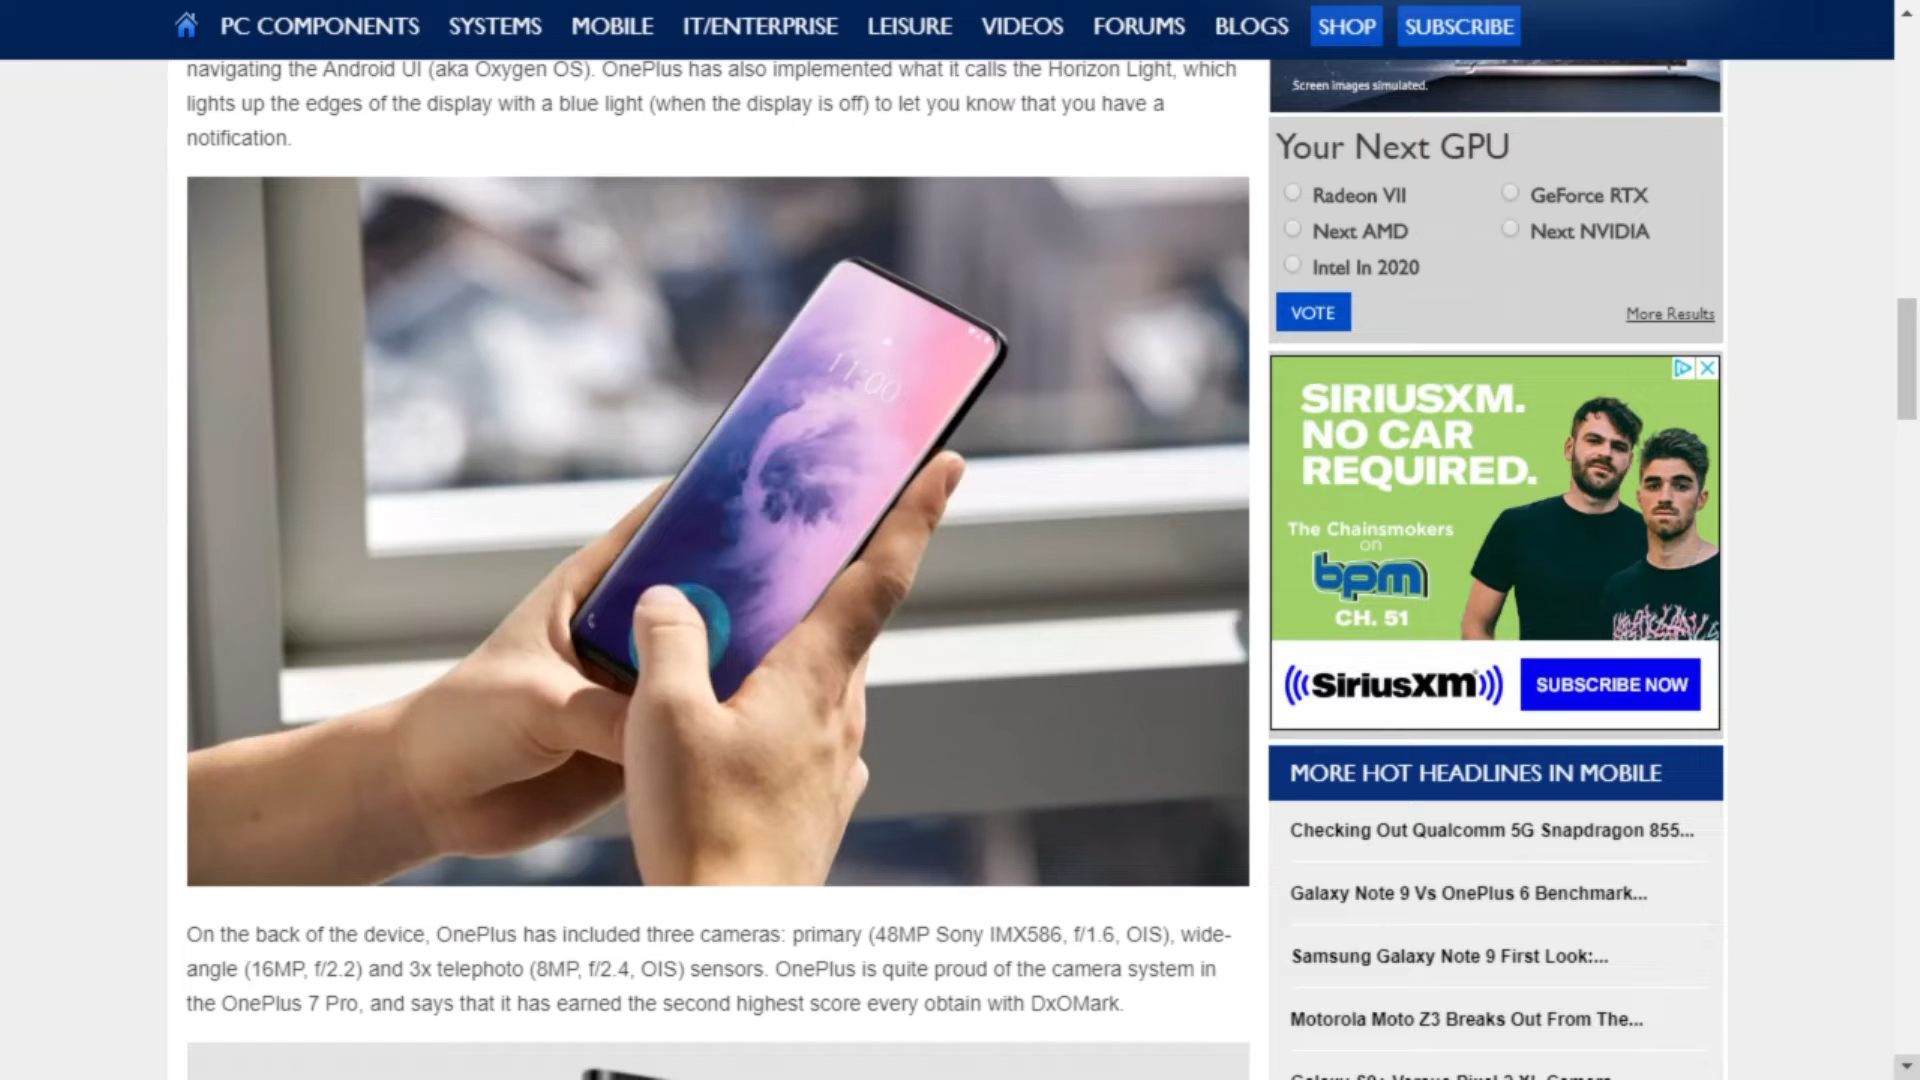 PC COMPONENTS SYSTEMS MOBILE IT/ENTERPRISE LEISURE VIDEOS FORUMS BLOGS SHOP SUBSCRIBE
navigating the Android UI (aka Oxygen OS). OnePlus has also implemented what it calls the Horizon Light, which
lights up the edges of the display with a blue light (when the display is off) to let you know that you have a
notification.
11:00
On the back of the device, OnePlus has included three cameras: primary (48MP Sony IMX586, f/1.6, OIS), wide-
angle (16MP, f/2.2) and 3x telephoto (8MP, f/2.4, OIS) sensors. OnePlus is quite proud of the camera system in
the OnePlus 7 Pro, and says that it has earned the second highest score every obtain with DxOMark.
Screen images simulated.
Your Next GPU
Radeon VII GeForce RTX
Next AMD Next NVIDIA
Intel In 2020
VOTE More Results
SIRIUSXM.
NO CAR
REQUIRED.
The Chainsmokers
on
bpm
CH. 51
SiriusXM SUBSCRIBE NOW
MORE HOT HEADLINES IN MOBILE
Checking Out Qualcomm 5G Snapdragon 855...
Galaxy Note 9 Vs OnePlus 6 Benchmark...
Samsung Galaxy Note 9 First Look:...
Motorola Moto Z3 Breaks Out From The...